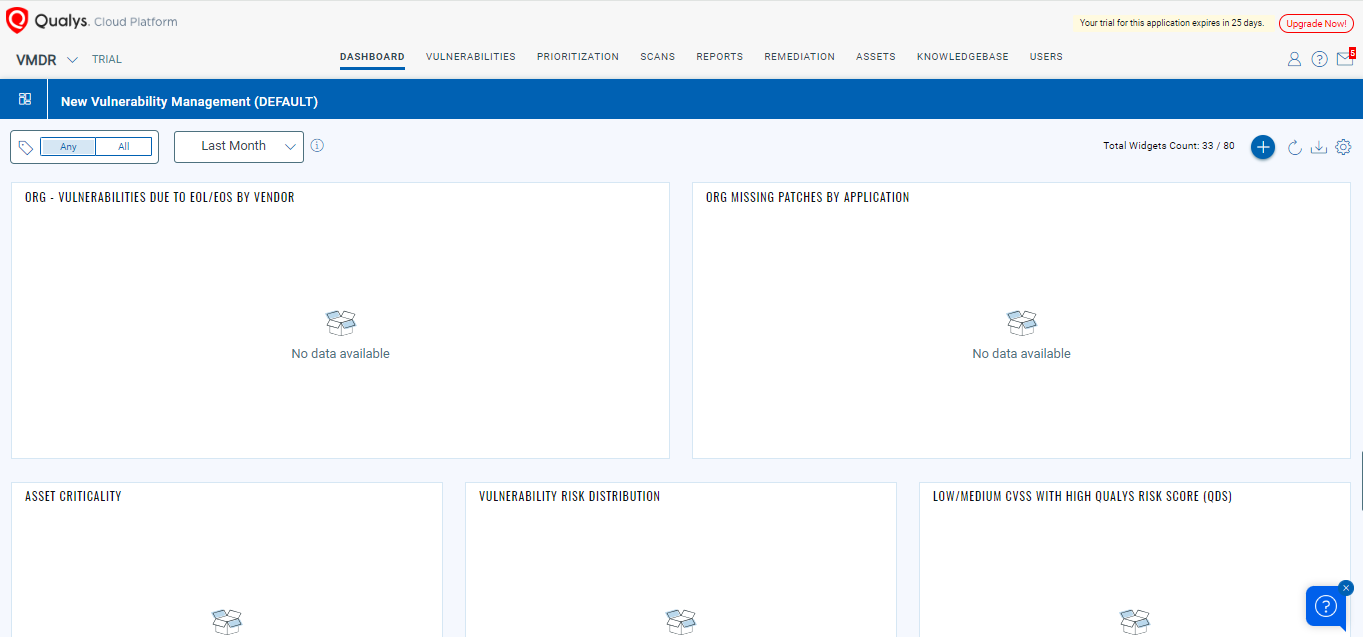 Qualys. Cloud Platform
Your trial for this application expires in 25 days.
Upgrade Now!
VMDR TRIAL
DASHBOARD VULNERABILITIES PRIORITIZATION SCANS REPORTS REMEDIATION ASSETS KNOWLEDGEBASE USERS
? 5
New Vulnerability Management (DEFAULT)
Any All Last Month i Total Widgets Count: 33 / 80 +
ORG - VULNERABILITIES DUE TO EOL/EOS BY VENDOR
No data available
ORG MISSING PATCHES BY APPLICATION
No data available
ASSET CRITICALITY
VULNERABILITY RISK DISTRIBUTION
LOW/MEDIUM CVSS WITH HIGH QUALYS RISK SCORE (QDS)
?